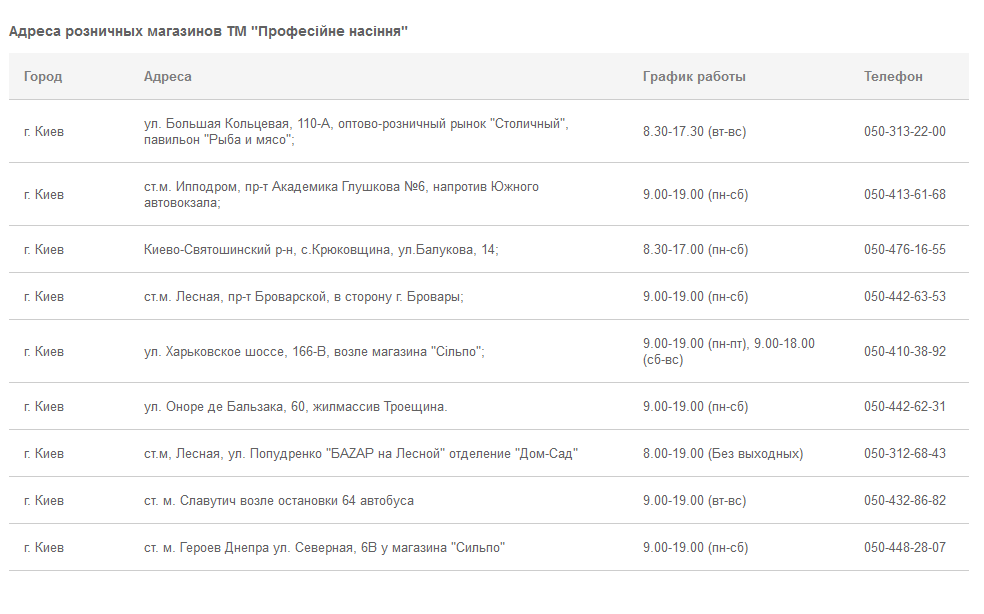 Адреса розничных магазинов ТМ "Професійне насіння"
Город Адреса График работы Телефон
г. Киев ул. Большая Кольцевая, 110-А, оптово-розничный рынок "Столичный", 8.30-17.30 (вт-вс) 050-313-22-00
павильон "Рыба и мясо";
г. Киев ст.м. Ипподром, пр-т Академика Глушкова №6, напротив Южного 9.00-19.00 (пн-сб) 050-413-61-68
автовокзала;
г. Киев Киево-Святошинский р-н, с.Крюковщина, ул.Балукова, 14; 8.30-17.00 (пн-сб) 050-476-16-55
г. Киев ст.м. Лесная, пр-т Броварской, в сторону г. Бровары; 9.00-19.00 (пн-сб) 050-442-63-53
г. Киев ул. Харьковское шоссе, 166-В, возле магазина "Сільпо"; 9.00-19.00 (пн-пт), 9.00-18.00 050-410-38-92
(сб-вс)
г. Киев ул. Оноре де Бальзака, 60, жилмассив Троещина. 9.00-19.00 (пн-сб) 050-442-62-31
г. Киев ст.м, Лесная, ул. Попудренко "БАZАР на Лесной" отделение "Дом-Сад" 8.00-19.00 (Без выходных) 050-312-68-43
г. Киев ст. м. Славутич возле остановки 64 автобуса 9.00-19.00 (вт-вс) 050-432-86-82
г. Киев ст. м. Героев Днепра ул. Северная, 6В у магазина "Сильпо" 9.00-19.00 (пн-сб) 050-448-28-07